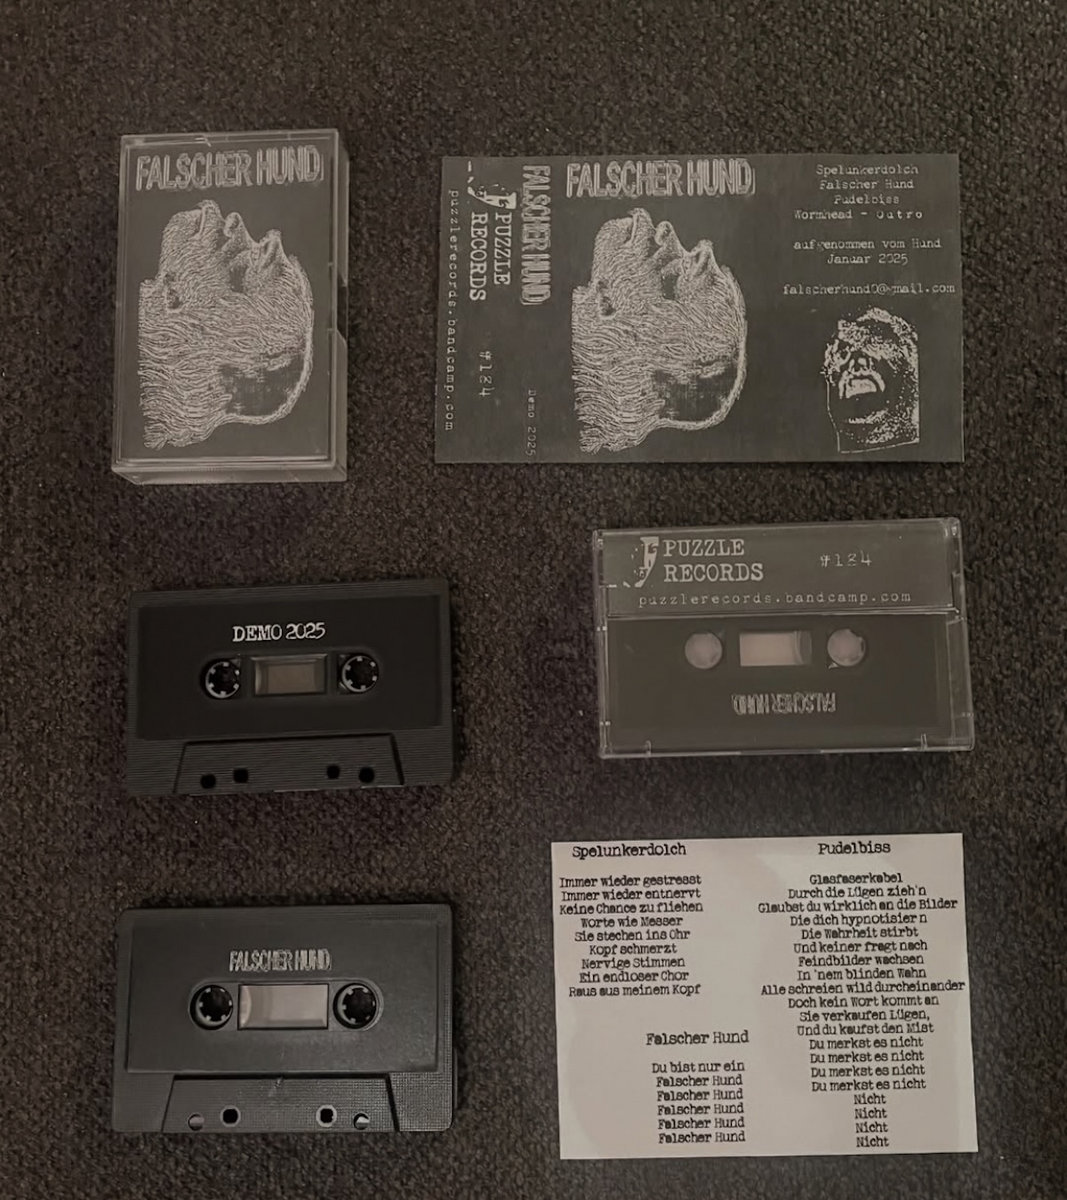 FALSCHER HUND
FALSCHER HUND
Demo 2025
PUZZLE
RECORDS
#184
puzzlerecords.bandcamp.com
FALSCHER HUND
Spelunkerdolch
Falscher Hund
Pudelbiss
Wormhead - Outro
aufgenommen vom Hund
Januar 2025
falscherhund0@gmail.com
PUZZLE
RECORDS
#184
puzzlerecords.bandcamp.com
FALSCHER HUND
DEMO 2025
FALSCHER HUND
Spelunkerdolch
Immer wieder gestresst
Immer wieder entnervt
Keine Chance zu fliehen
Worte wie Messer
Sie stechen ins Ohr
Kopf schmerzt
Nervige Stimmen
Ein endloser Chor
Raus aus meinem Kopf
Falscher Hund
Du bist nur ein
Falscher Hund
Falscher Hund
Falscher Hund
Falscher Hund
Falscher Hund
Pudelbiss
Glasfaserkabel
Durch die Lügen zieh'n
Glaubst du wirklich an die Bilder
Die dich hypnotisier'n
Die Wahrheit stirbt
Und keiner fragt nach
Feindbilder wachsen
In 'nem blinden Wahn
Alle schreien wild durcheinander
Doch kein Wort kommt an
Sie verkaufen Lügen,
Und du kaufst den Mist
Du merkst es nicht
Du merkst es nicht
Du merkst es nicht
Du merkst es nicht
Nicht
Nicht
Nicht
Nicht